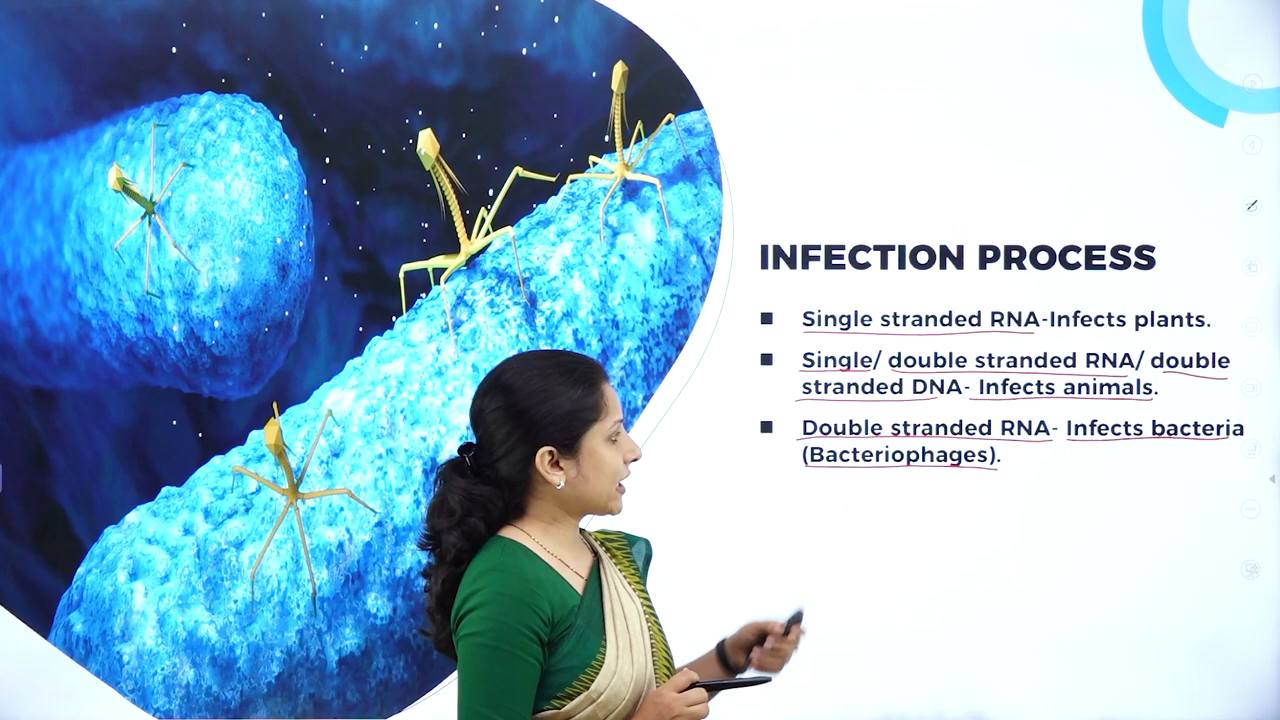 INFECTION PROCESS
Single stranded RNA-Infects plants.
Single/ double stranded RNA/ double
stranded DNA- Infects animals.
Double stranded RNA- Infects bacteria
(Bacteriophages).